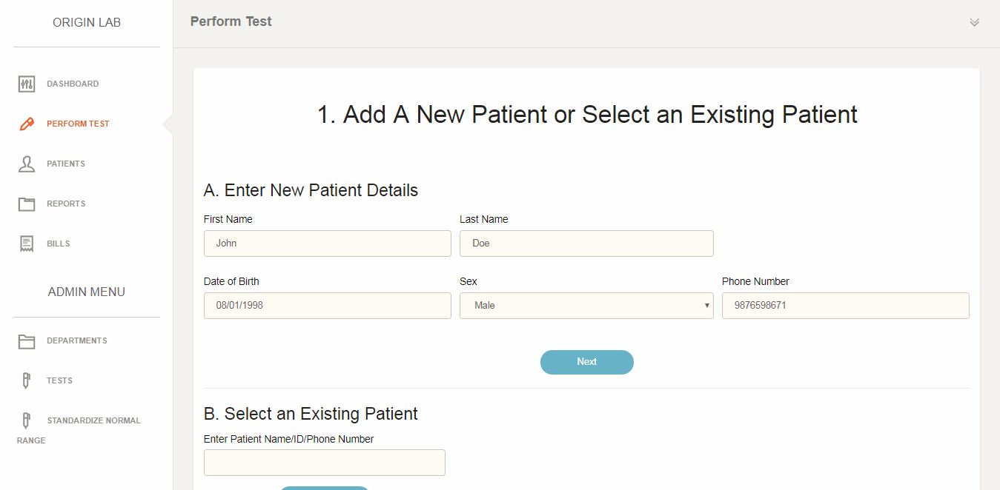 ORIGIN LAB
DASHBOARD
PERFORM TEST
PATIENTS
REPORTS
BILLS
ADMIN MENU
DEPARTMENTS
TESTS
STANDARDIZE NORMAL
RANGE
Perform Test
1. Add A New Patient or Select an Existing Patient
A. Enter New Patient Details
First Name Last Name
John Doe
Date of Birth Sex Phone Number
08/01/1998 Male 9876598671
Next
B. Select an Existing Patient
Enter Patient Name/ID/Phone Number